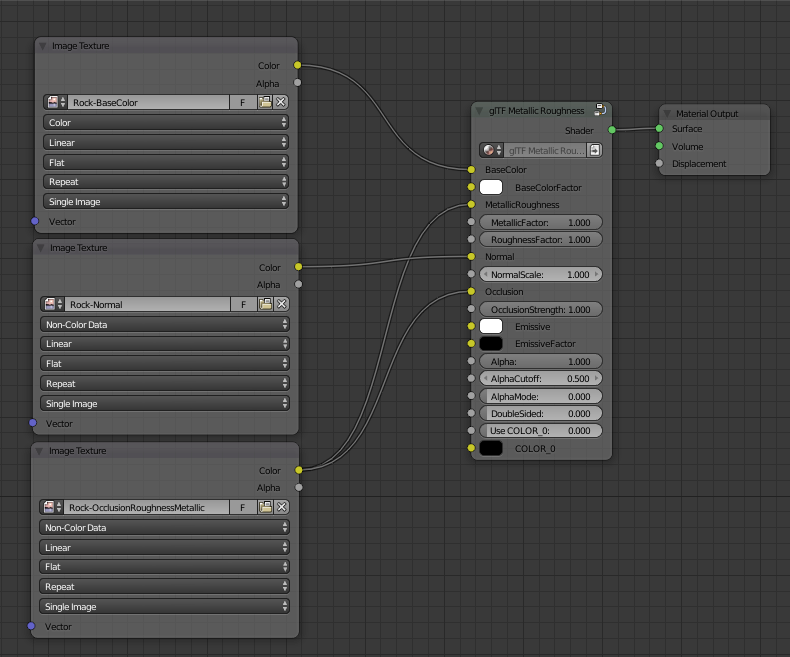 Image Texture
Color
Alpha
Rock-BaseColor F
Color
Linear
Flat
Repeat
Single Image
Vector
Image Texture
Color
Alpha
Rock-Normal F
Non-Color Data
Linear
Flat
Repeat
Single Image
Vector
Image Texture
Color
Alpha
Rock-OcclusionRoughnessMetallic F
Non-Color Data
Linear
Flat
Repeat
Single Image
Vector
glTF Metallic Roughness
Shader
glTF Metallic Rou...
BaseColor
BaseColorFactor
MetallicRoughness
MetallicFactor: 1.000
RoughnessFactor: 1.000
Normal
NormalScale: 1.000
Occlusion
OcclusionStrength: 1.000
Emissive
EmissiveFactor
Alpha: 1.000
AlphaCutoff: 0.500
AlphaMode: 0.000
DoubleSided: 0.000
Use COLOR_0: 0.000
COLOR_0
Material Output
Surface
Volume
Displacement